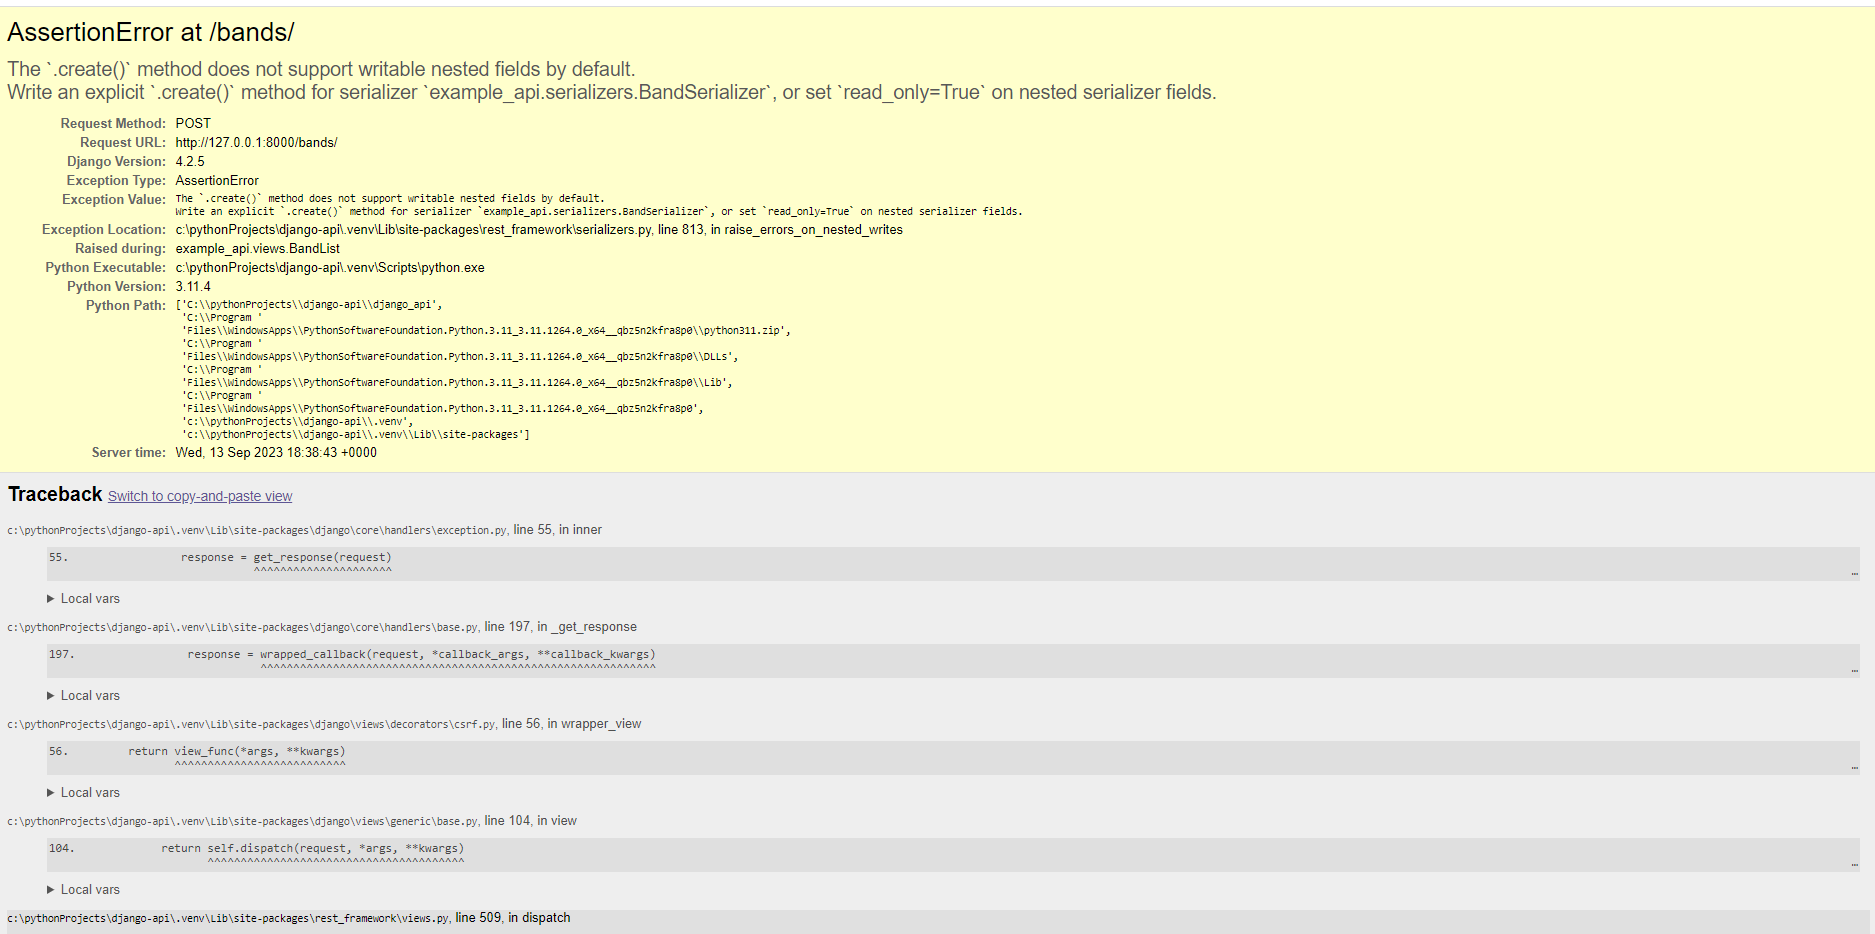 AssertionError at /bands/
The `.create()` method does not support writable nested fields by default.
Write an explicit `.create()` method for serializer `example_api.serializers.BandSerializer`, or set `read_only=True` on nested serializer fields.
Request Method: POST
Request URL: http://127.0.0.1:8000/bands/
Django Version: 4.2.5
Exception Type: AssertionError
Exception Value: The `.create()` method does not support writable nested fields by default.
Write an explicit `.create()` method for serializer `example_api.serializers.BandSerializer`, or set `read_only=True` on nested serializer fields.
Exception Location: c:\pythonProjects\django-api\.venv\Lib\site-packages\rest_framework\serializers.py, line 813, in raise_errors_on_nested_writes
Raised during: example_api.views.BandList
Python Executable: c:\pythonProjects\django-api\.venv\Scripts\python.exe
Python Version: 3.11.4
Python Path: ['C:\\pythonProjects\\django-api\\django_api',
'C:\\Program '
'Files\\WindowsApps\\PythonSoftwareFoundation.Python.3.11_3.11.1264.0_x64__qbz5n2kfra8p0\\python311.zip',
'C:\\Program '
'Files\\WindowsApps\\PythonSoftwareFoundation.Python.3.11_3.11.1264.0_x64__qbz5n2kfra8p0\\DLLs',
'C:\\Program '
'Files\\WindowsApps\\PythonSoftwareFoundation.Python.3.11_3.11.1264.0_x64__qbz5n2kfra8p0\\Lib',
'C:\\Program '
'Files\\WindowsApps\\PythonSoftwareFoundation.Python.3.11_3.11.1264.0_x64__qbz5n2kfra8p0',
'c:\\pythonProjects\\django-api\\.venv',
'c:\\pythonProjects\\django-api\\.venv\\Lib\\site-packages']
Server time: Wed, 13 Sep 2023 18:38:43 +0000
Traceback Switch to copy-and-paste view
c:\pythonProjects\django-api\.venv\Lib\site-packages\django\core\handlers\exception.py, line 55, in inner
55. response = get_response(request)
^^^^^^^^^^^^^^^^^^^^^ …
▶ Local vars
c:\pythonProjects\django-api\.venv\Lib\site-packages\django\core\handlers\base.py, line 197, in _get_response
197. response = wrapped_callback(request, *callback_args, **callback_kwargs)
^^^^^^^^^^^^^^^^^^^^^^^^^^^^^^^^^^^^^^^^^^^^^^^^^^^^^^^^^^^^ …
▶ Local vars
c:\pythonProjects\django-api\.venv\Lib\site-packages\django\views\decorators\csrf.py, line 56, in wrapper_view
56. return view_func(*args, **kwargs)
^^^^^^^^^^^^^^^^^^^^^^^^^^ …
▶ Local vars
c:\pythonProjects\django-api\.venv\Lib\site-packages\django\views\generic\base.py, line 104, in view
104. return self.dispatch(request, *args, **kwargs)
^^^^^^^^^^^^^^^^^^^^^^^^^^^^^^^^^^^^^^^ …
▶ Local vars
c:\pythonProjects\django-api\.venv\Lib\site-packages\rest_framework\views.py, line 509, in dispatch